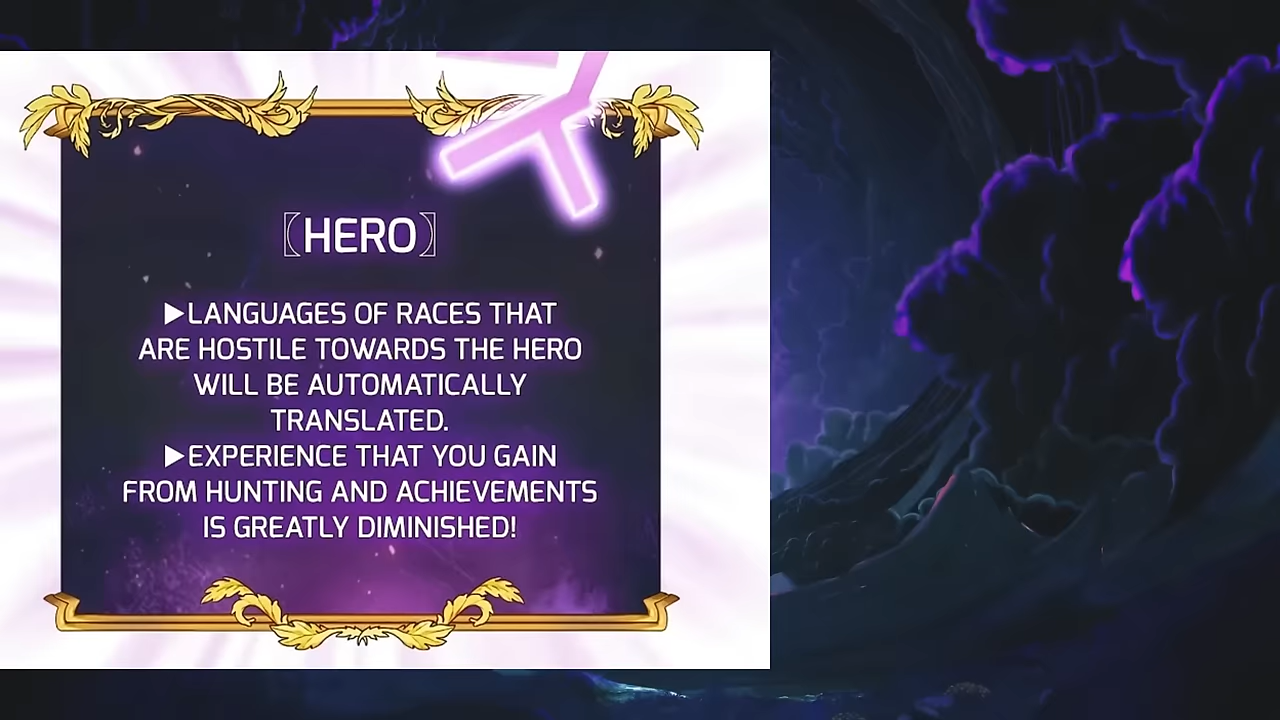 〖HERO〗
▶LANGUAGES OF RACES THAT
ARE HOSTILE TOWARDS THE HERO
WILL BE AUTOMATICALLY
TRANSLATED.
▶EXPERIENCE THAT YOU GAIN
FROM HUNTING AND ACHIEVEMENTS
IS GREATLY DIMINISHED!